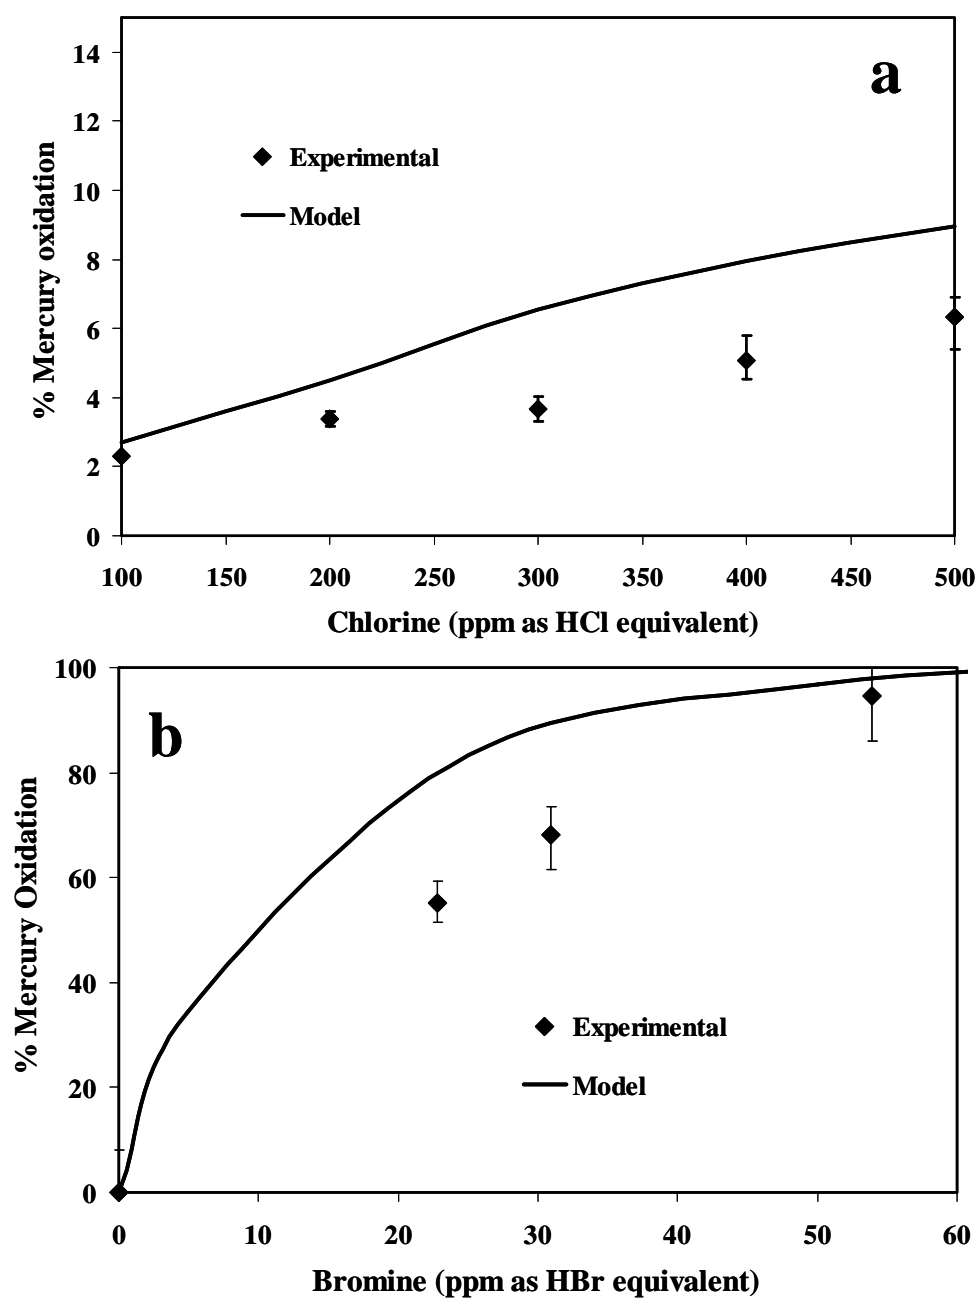 14
a
12
Experimental
10
Model
8
6
4
2
0
% Mercury oxidation
100 150 200 250 300 350 400 450 500
Chlorine (ppm as HCl equivalent)
100
b
80
60
40
Experimental
20
Model
0
% Mercury Oxidation
0 10 20 30 40 50 60
Bromine (ppm as HBr equivalent)